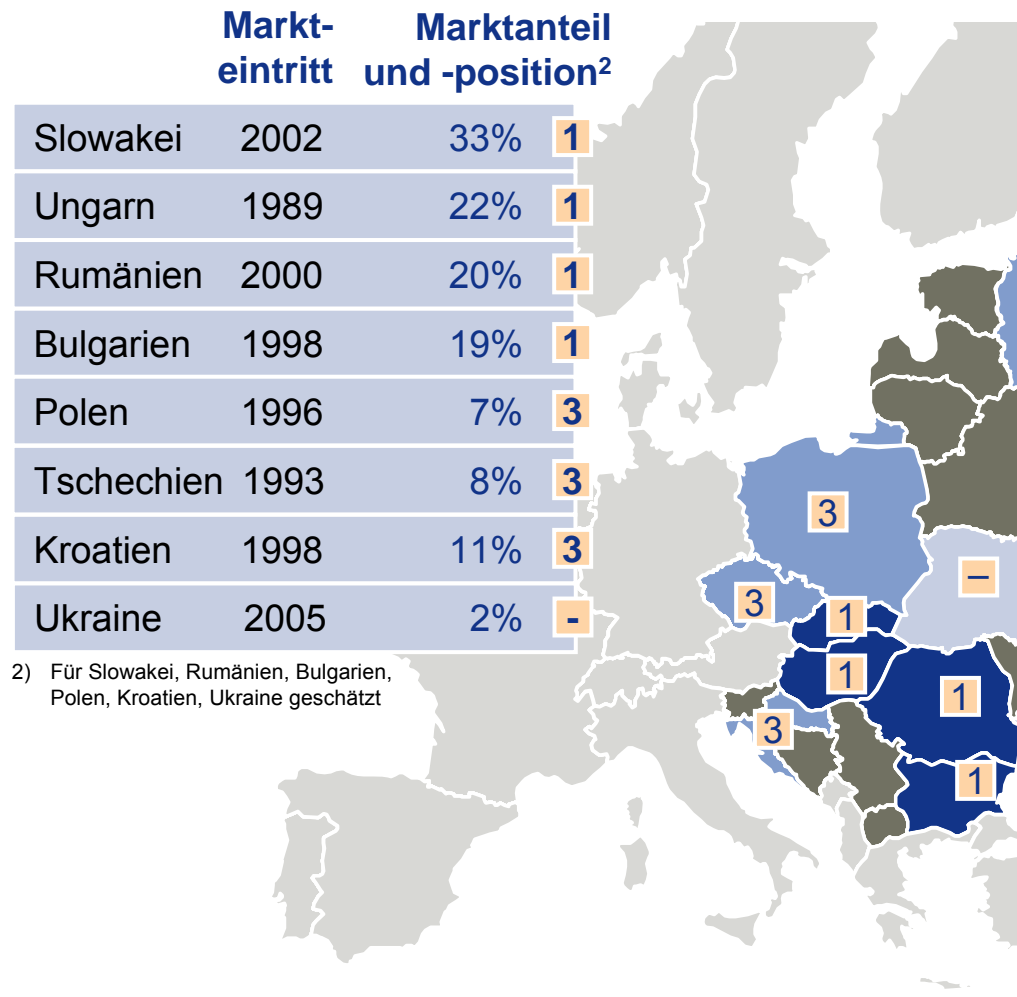 Markt-
eintritt
Marktanteil
und -position²
Slowakei 2002 33% 1
Ungarn 1989 22% 1
Rumänien 2000 20% 1
Bulgarien 1998 19% 1
Polen 1996 7% 3
Tschechien 1993 8% 3
Kroatien 1998 11% 3
Ukraine 2005 2% -
2) Für Slowakei, Rumänien, Bulgarien,
Polen, Kroatien, Ukraine geschätzt
3
–
3
1
1
1
3
1